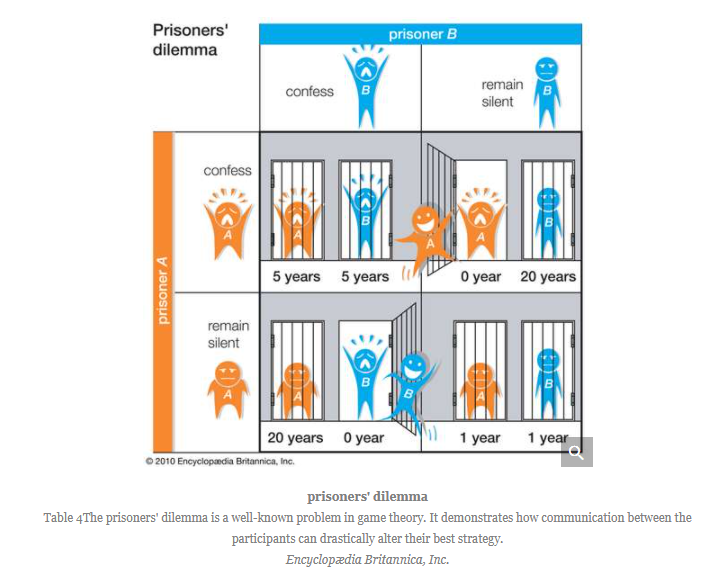 Prisoners'
dilemma
prisoner B
confess
B
remain
silent
B
prisoner A
confess
A
A
B
A
A
B
5 years
5 years
0 year
20 years
remain
silent
A
A
B
B
A
B
20 years
0 year
1 year
1 year
© 2010 Encyclopædia Britannica, Inc.
prisoners' dilemma
Table 4The prisoners' dilemma is a well-known problem in game theory. It demonstrates how communication between the
participants can drastically alter their best strategy.
Encyclopædia Britannica, Inc.